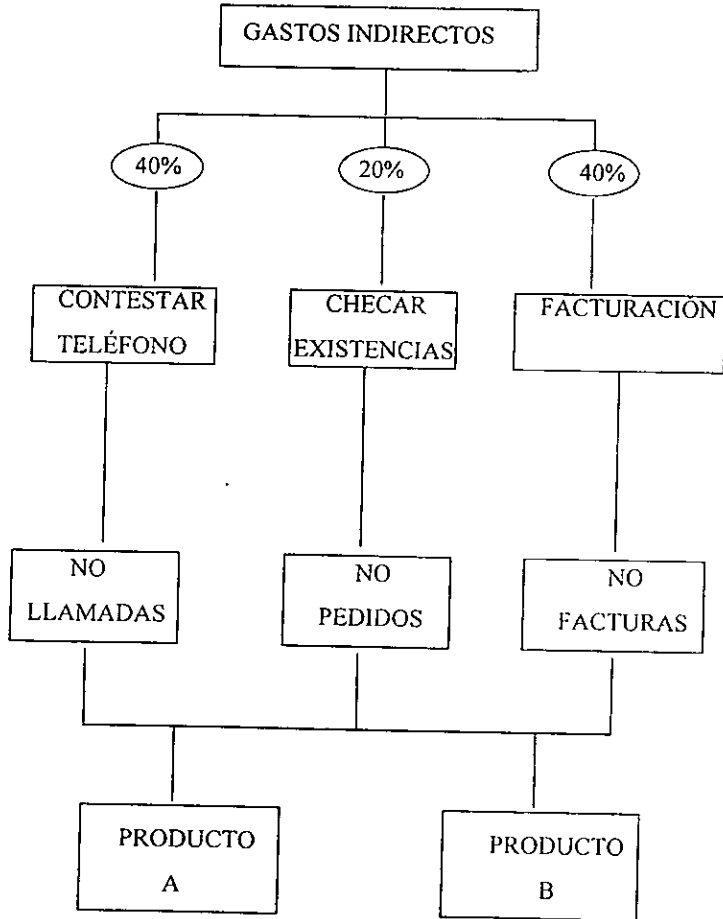 GASTOS INDIRECTOS
40%
20%
40%
CONTESTAR
TELÉFONO
CHECAR
EXISTENCIAS
FACTURACIÓN
NO
LLAMADAS
NO
PEDIDOS
NO
FACTURAS
PRODUCTO
A
PRODUCTO
B